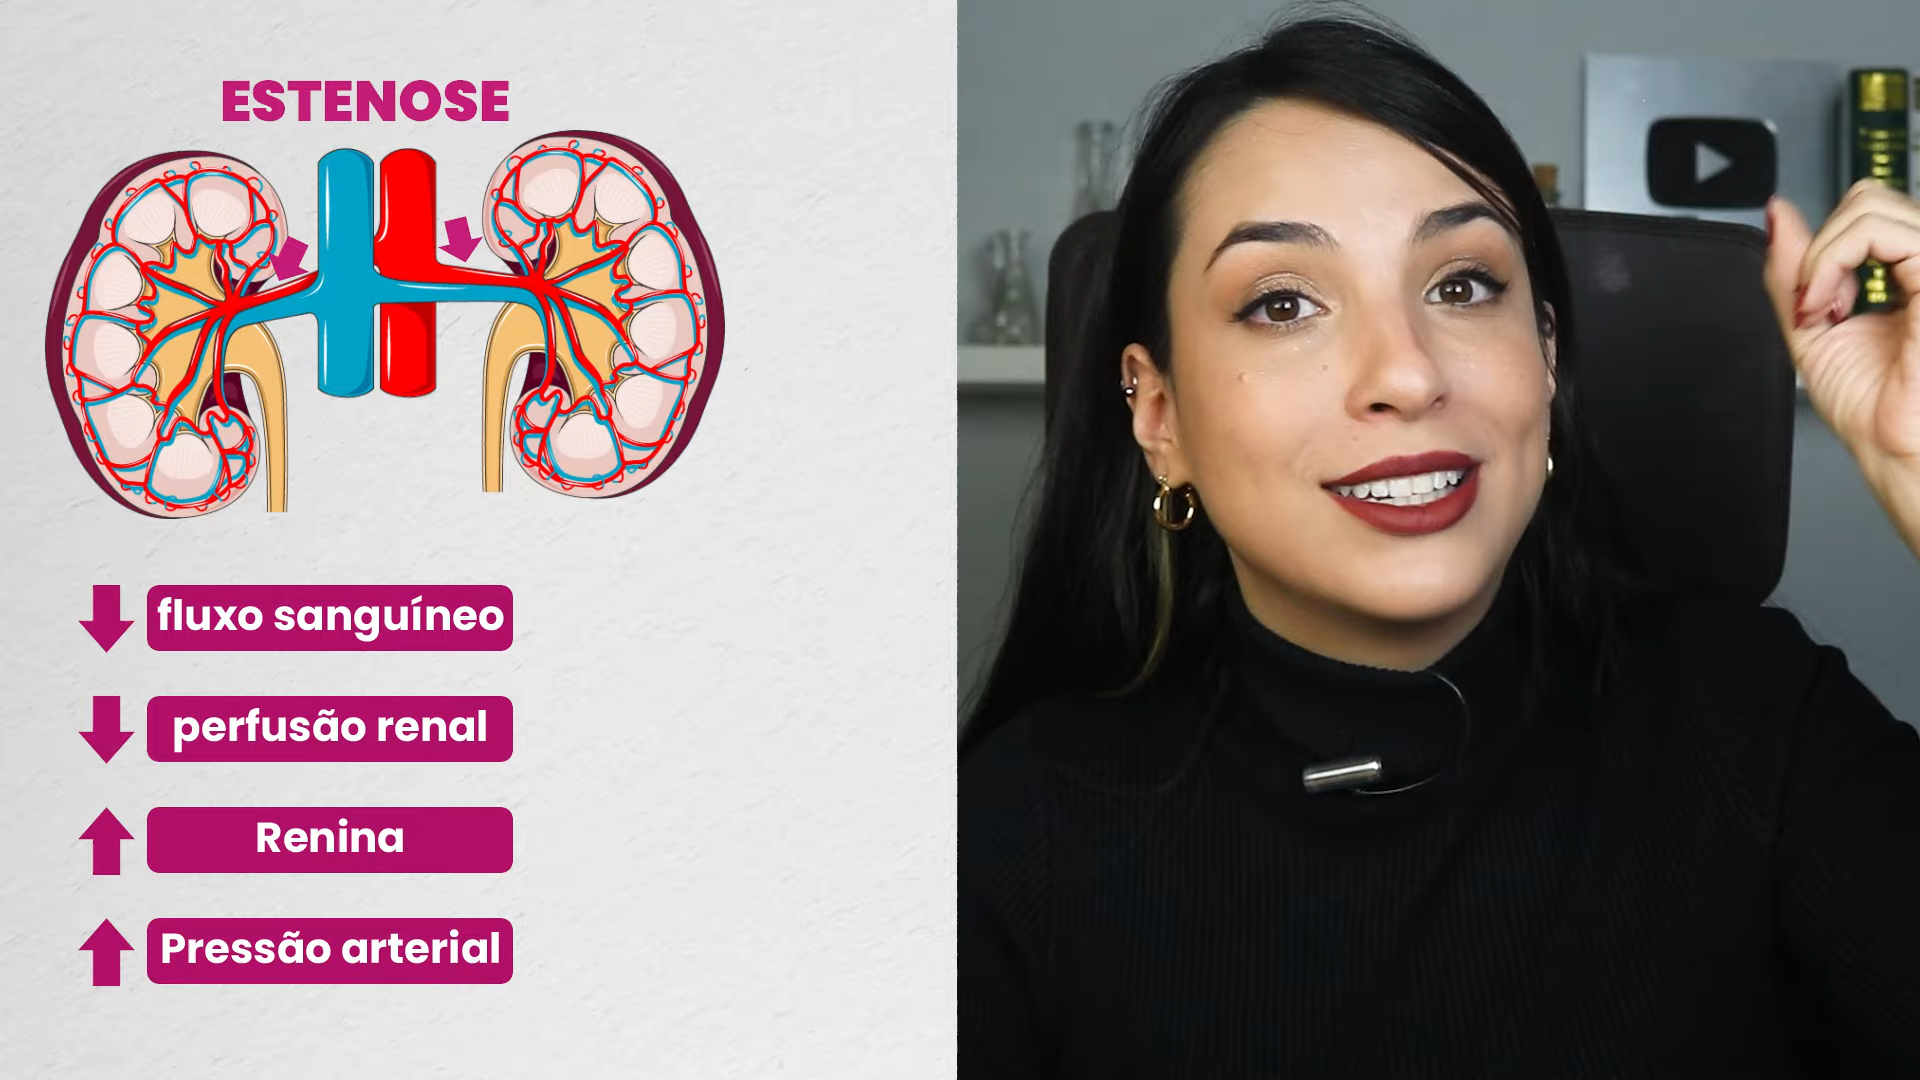 ESTENOSE
fluxo sanguíneo
perfusão renal
Renina
Pressão arterial